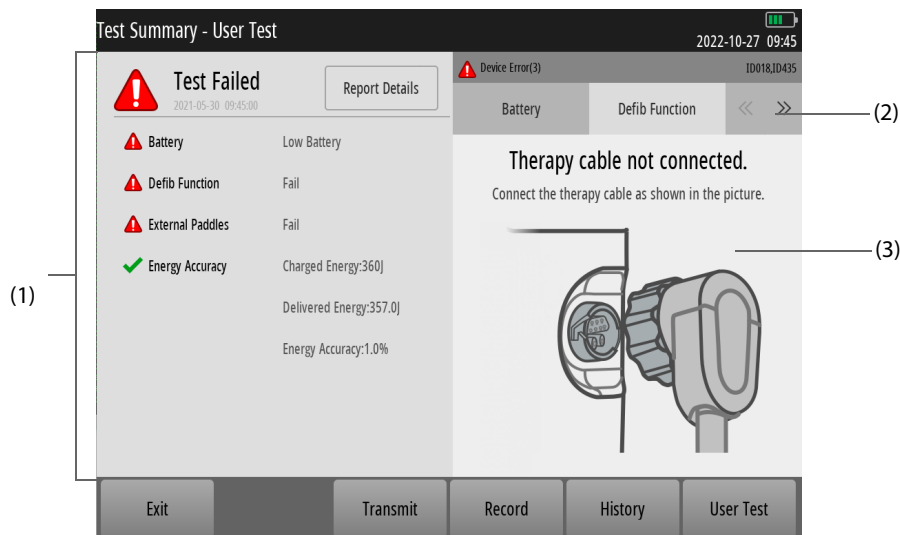 Test Summary - User Test
2022-10-27 09:45
Test Failed
2021-05-30 09:45:00
Report Details
Battery Low Battery
Defib Function Fail
External Paddles Fail
Energy Accuracy Charged Energy:360J
Delivered Energy:357.0J
Energy Accuracy:1.0%
(1)
Device Error(3) ID018,ID435
Battery Defib Function
(2)
Therapy cable not connected.
Connect the therapy cable as shown in the picture.
(3)
Exit Transmit Record History User Test